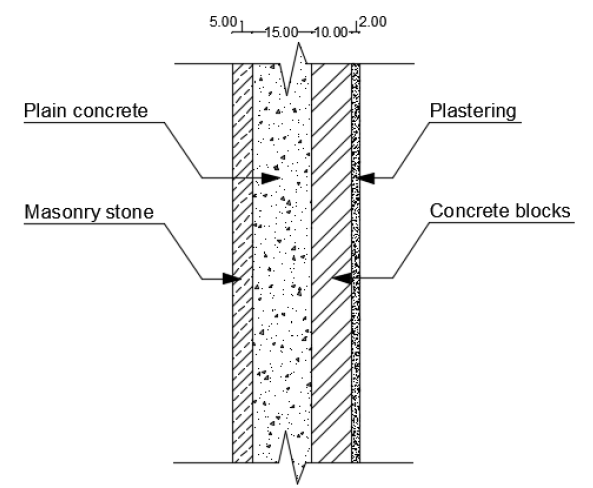 5.00 15.00 10.00 2.00
Plain concrete
Plastering
Masonry stone
Concrete blocks